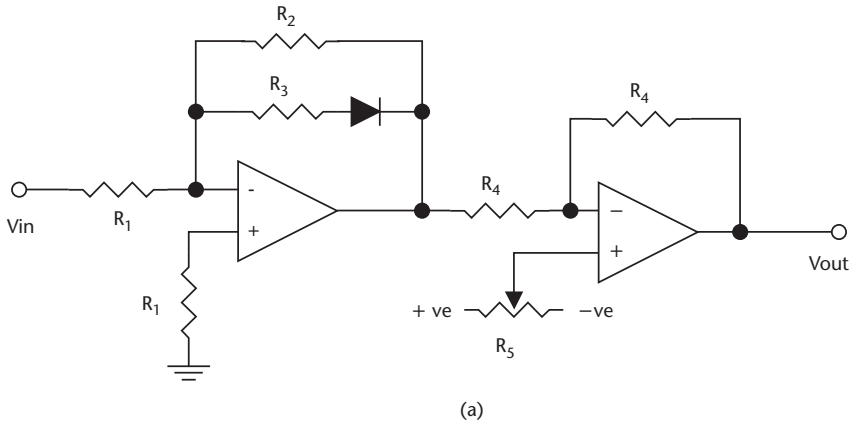 R2
R3
-
+
Vin
R1
R1
R4
R4
−
+
Vout
+ ve
−ve
R5
(a)